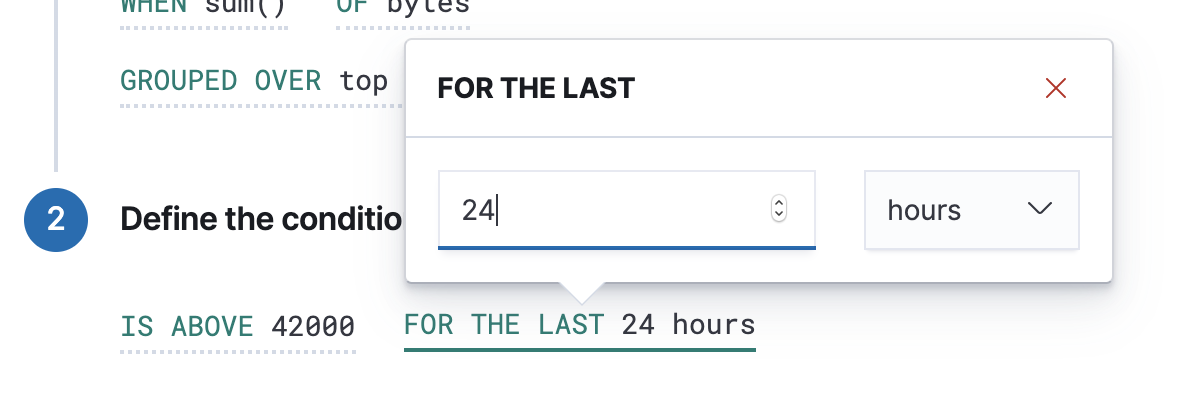 WHEN sum() OF bytes
FOR THE LAST
GROUPED OVER top
24 hours
2 Define the conditio
IS ABOVE 42000 FOR THE LAST 24 hours